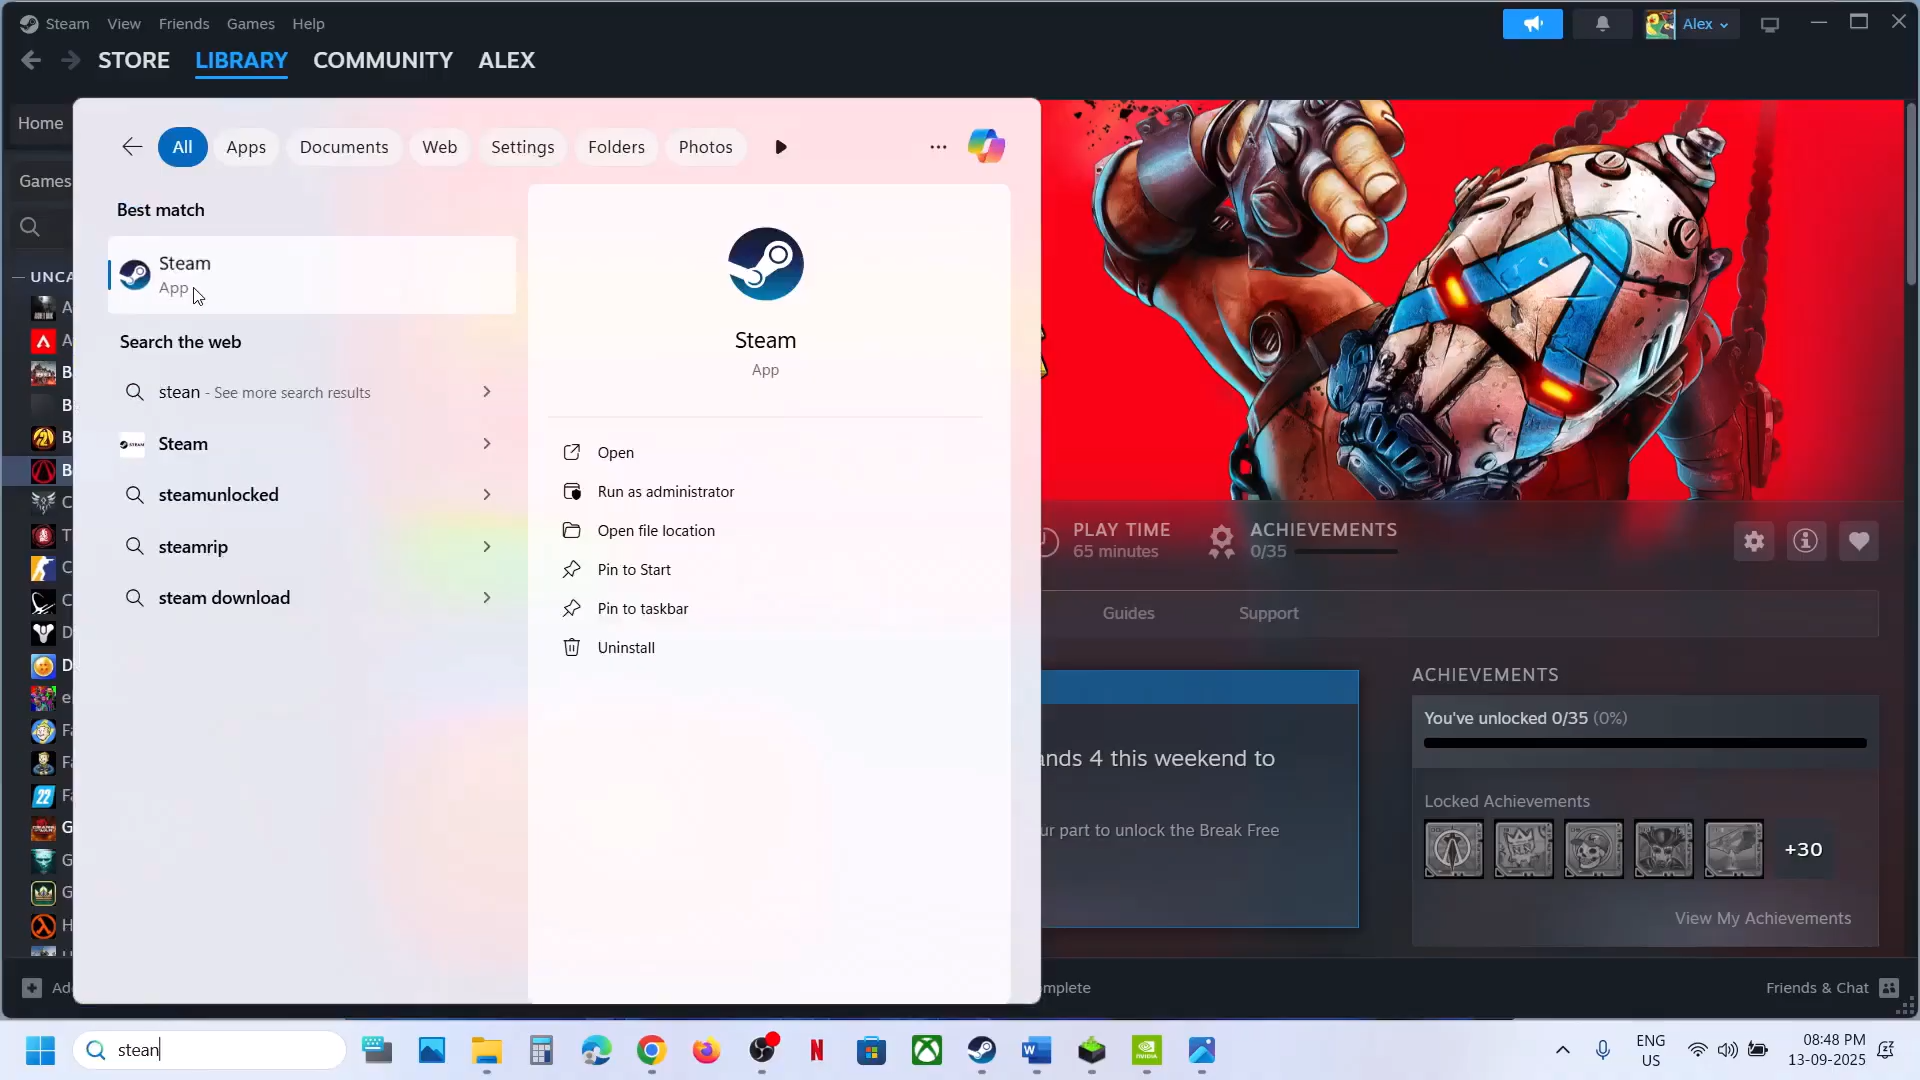 Steam View Friends Games Help
Alex
STORE LIBRARY COMMUNITY ALEX
Home
Games
UNCA
All Apps Documents Web Settings Folders Photos
Best match
Steam
App
Search the web
stean - See more search results
Steam
steamunlocked
steamrip
steam download
Steam
App
Open
Run as administrator
Open file location
Pin to Start
Pin to taskbar
Uninstall
PLAY TIME
65 minutes
ACHIEVEMENTS
0/35
Guides Support
ands 4 this weekend to
ur part to unlock the Break Free
ACHIEVEMENTS
You've unlocked 0/35 (0%)
Locked Achievements
+30
View My Achievements
mplete
Friends & Chat
stean
ENG
US
08:48 PM
13-09-2025